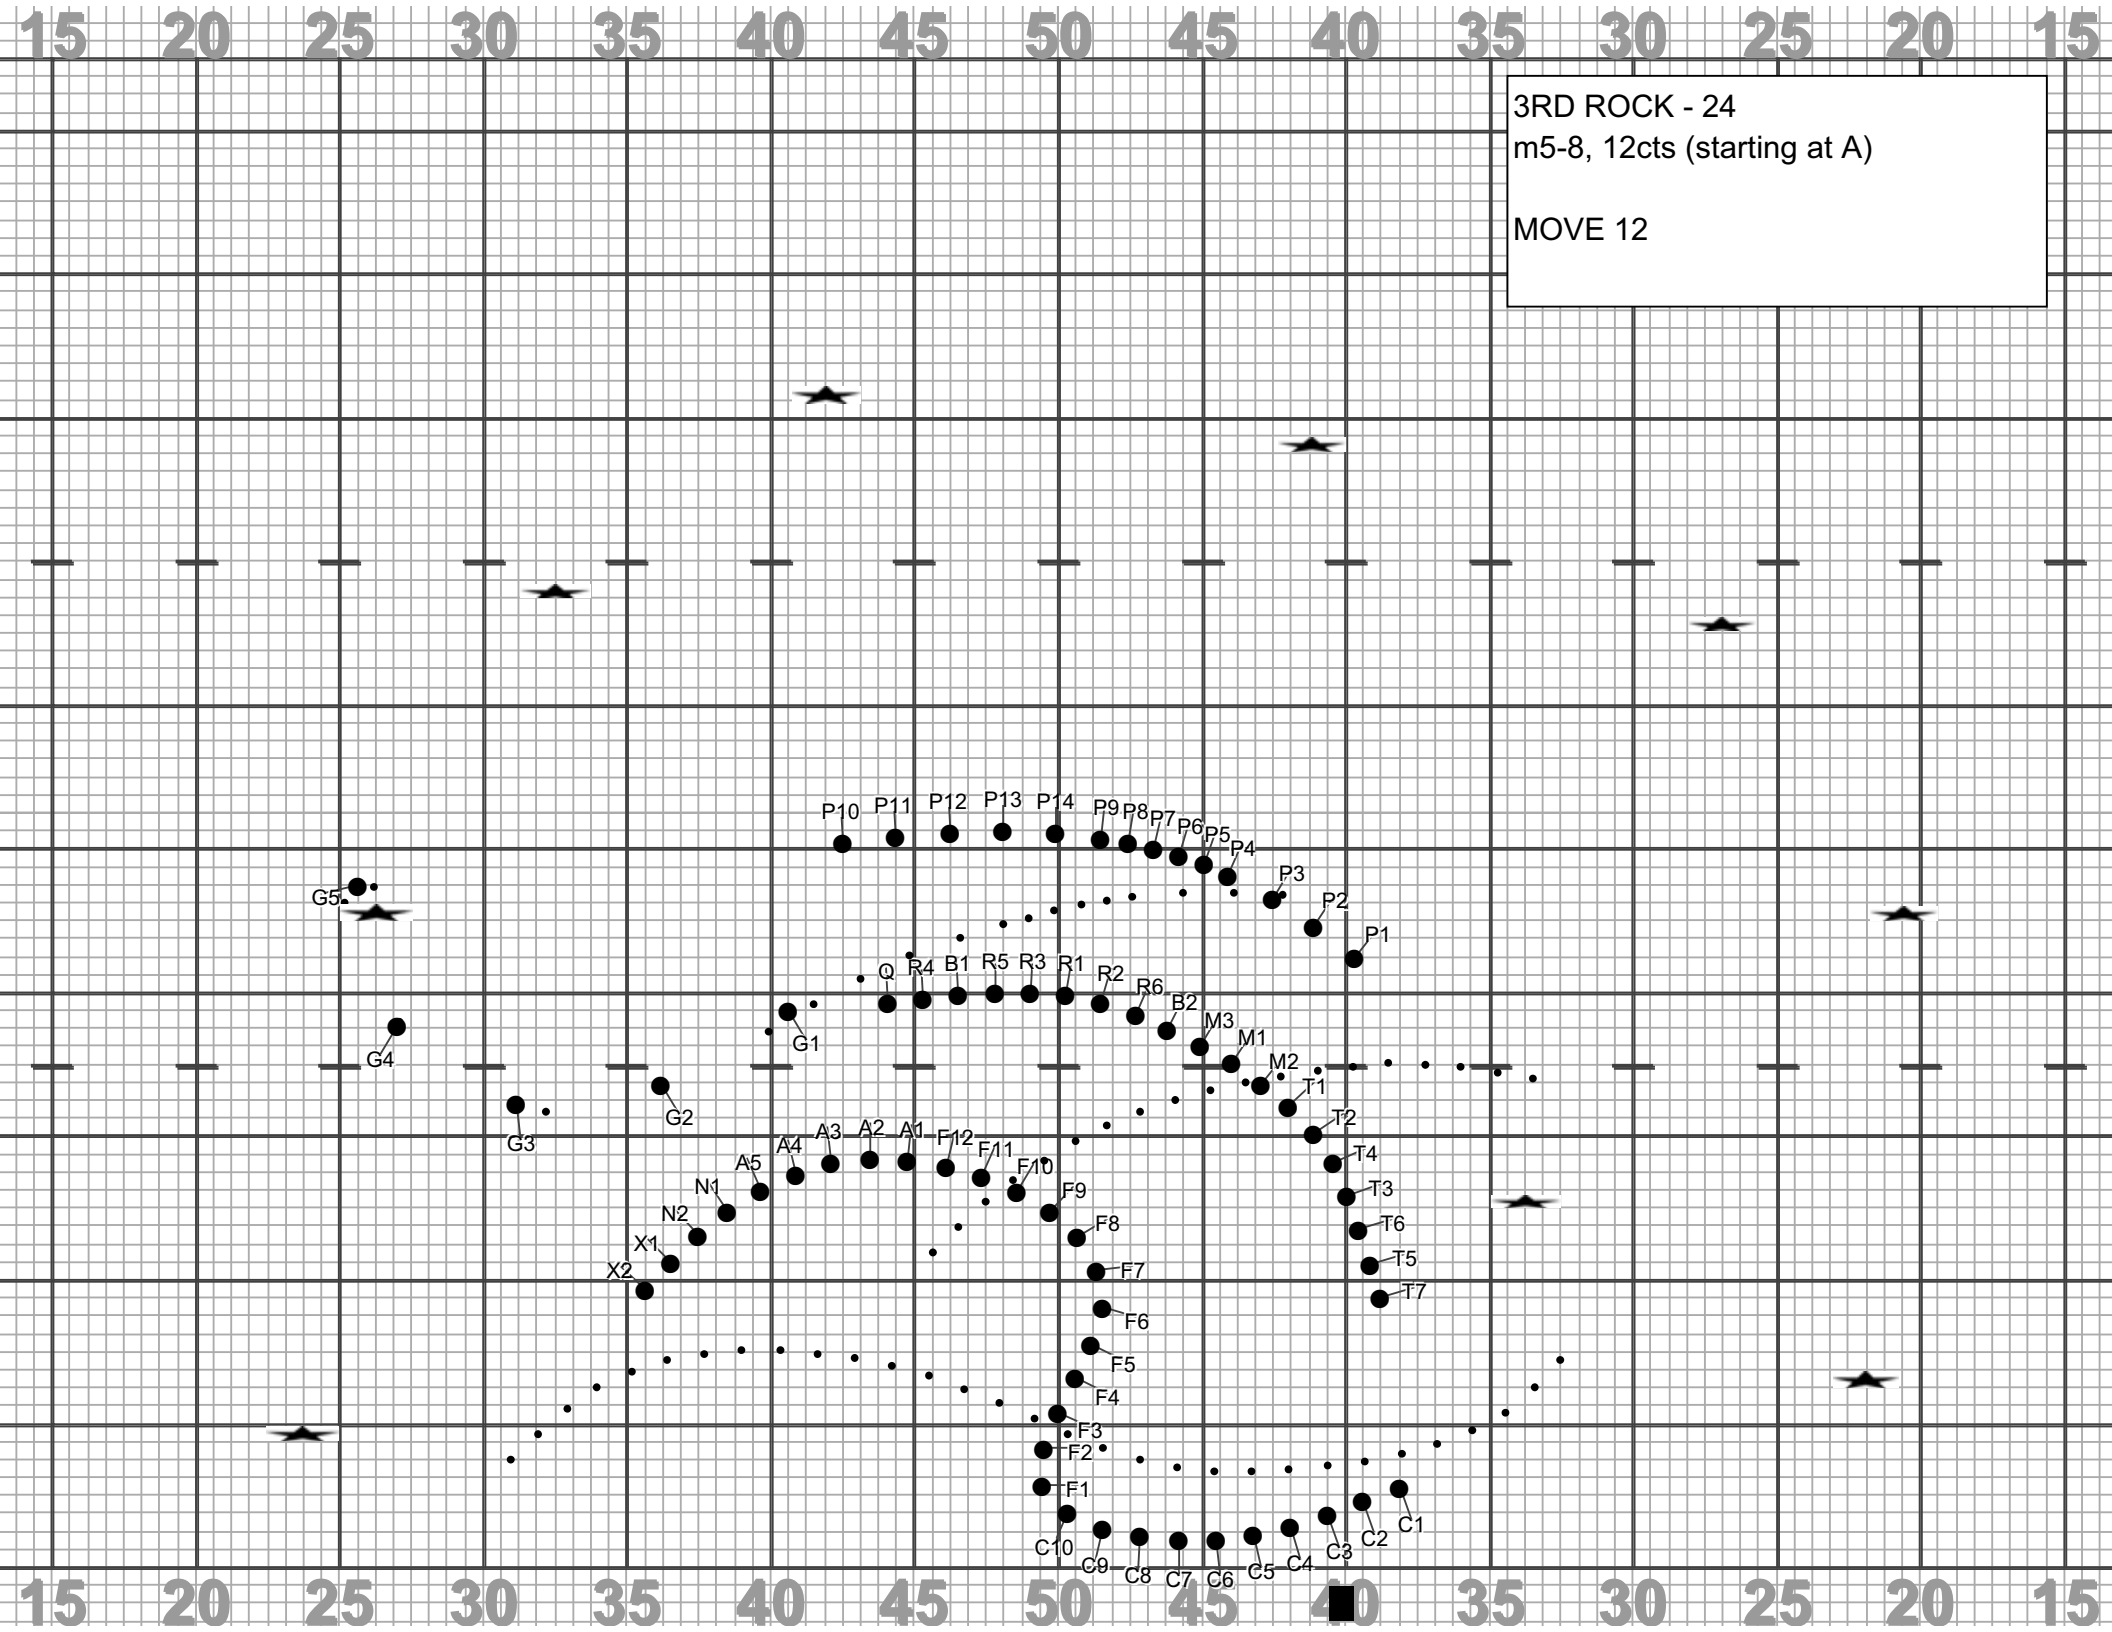 15 20 25 30 35 40 45 50 45 40 35 30 25 20 15
3RD ROCK - 24
m5-8, 12cts (starting at A)
MOVE 12
P10 P11 P12 P13 P14 P9 P8 P7 P6 P5 P4
P3
P2
P1
G5
Q R4 B1 R5 R3 R1 R2 R6 B2
M3
M1
M2
G1
G4
T1
G2
T2
G3
A5 A4 A3 A2 A1 F12 F11 F10
T4
N1
F9
T3
N2
F8
T6
X1
X2
F7
T5
T7
F6
F5
F4
F3
F2
F1
C10 C9 C8 C7 C6 C5 C4 C3 C2 C1
15 20 25 30 35 40 45 50 45 40 35 30 25 20 15